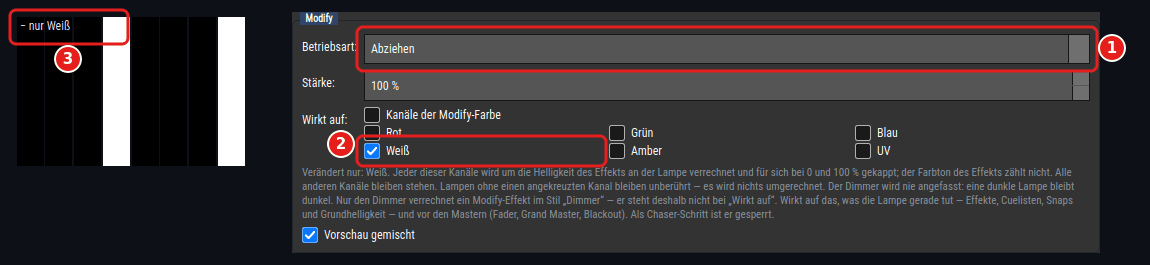 – nur Weiß
3
Modify
Betriebsart:
Abziehen
1
Stärke:
100 %
Wirkt auf:
Kanäle der Modify-Farbe
Rot
Grün
Blau
2
Weiß
Amber
UV
Verändert nur: Weiß. Jeder dieser Kanäle wird um die Helligkeit des Effekts an der Lampe verrechnet und für sich bei 0 und 100 % gekappt; der Farbton des Effekts zählt nicht. Alle
anderen Kanäle bleiben stehen. Lampen ohne einen angekreuzten Kanal bleiben unberührt — es wird nichts umgerechnet. Der Dimmer wird nie angefasst: eine dunkle Lampe bleibt
dunkel. Nur den Dimmer verrechnet ein Modify-Effekt im Stil „Dimmer“ — er steht deshalb nicht bei „Wirkt auf“. Wirkt auf das, was die Lampe gerade tut — Effekte, Cuelisten, Snaps
und Grundhelligkeit — und vor den Mastern (Fader, Grand Master, Blackout). Als Chaser-Schritt ist er gesperrt.
Vorschau gemischt